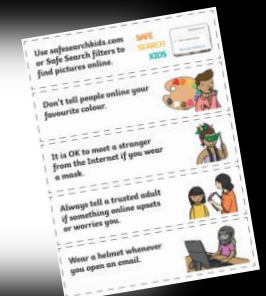 Use safesearchkids.com
or Safe Search filters to
find pictures online.
SAFE
SEARCH
KIDS
Don't tell people online your
favourite colour.
It is OK to meet a stranger
from the Internet if you wear
a mask.
Always tell a trusted adult
if something online upsets
or worries you.
Wear a helmet whenever
you open an email.